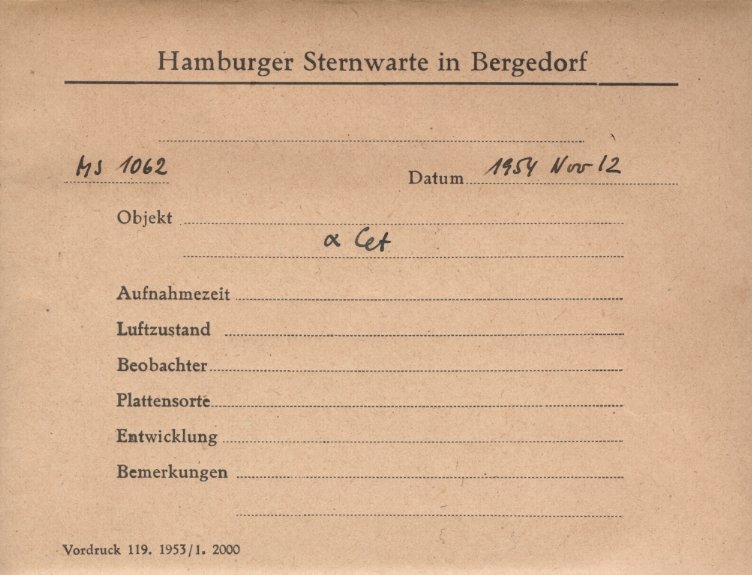 Hamburger Sternwarte in Bergedorf
MS 1062
Datum 1954 Nov 12
Objekt
α Cet
Aufnahmezeit
Luftzustand
Beobachter
Plattensorte
Entwicklung
Bemerkungen
Vordruck 119. 1953/1. 2000